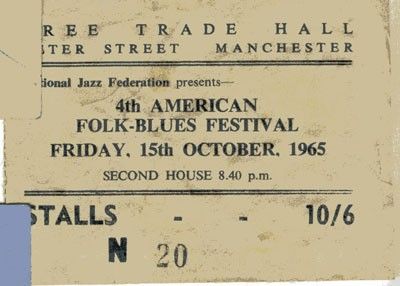 REE TRADE HALL
TER STREET MANCHESTER
ional Jazz Federation presents—
4th AMERICAN
FOLK-BLUES FESTIVAL
FRIDAY, 15th OCTOBER, 1965
SECOND HOUSE 8.40 p.m.
STALLS - - 10/6
N 20